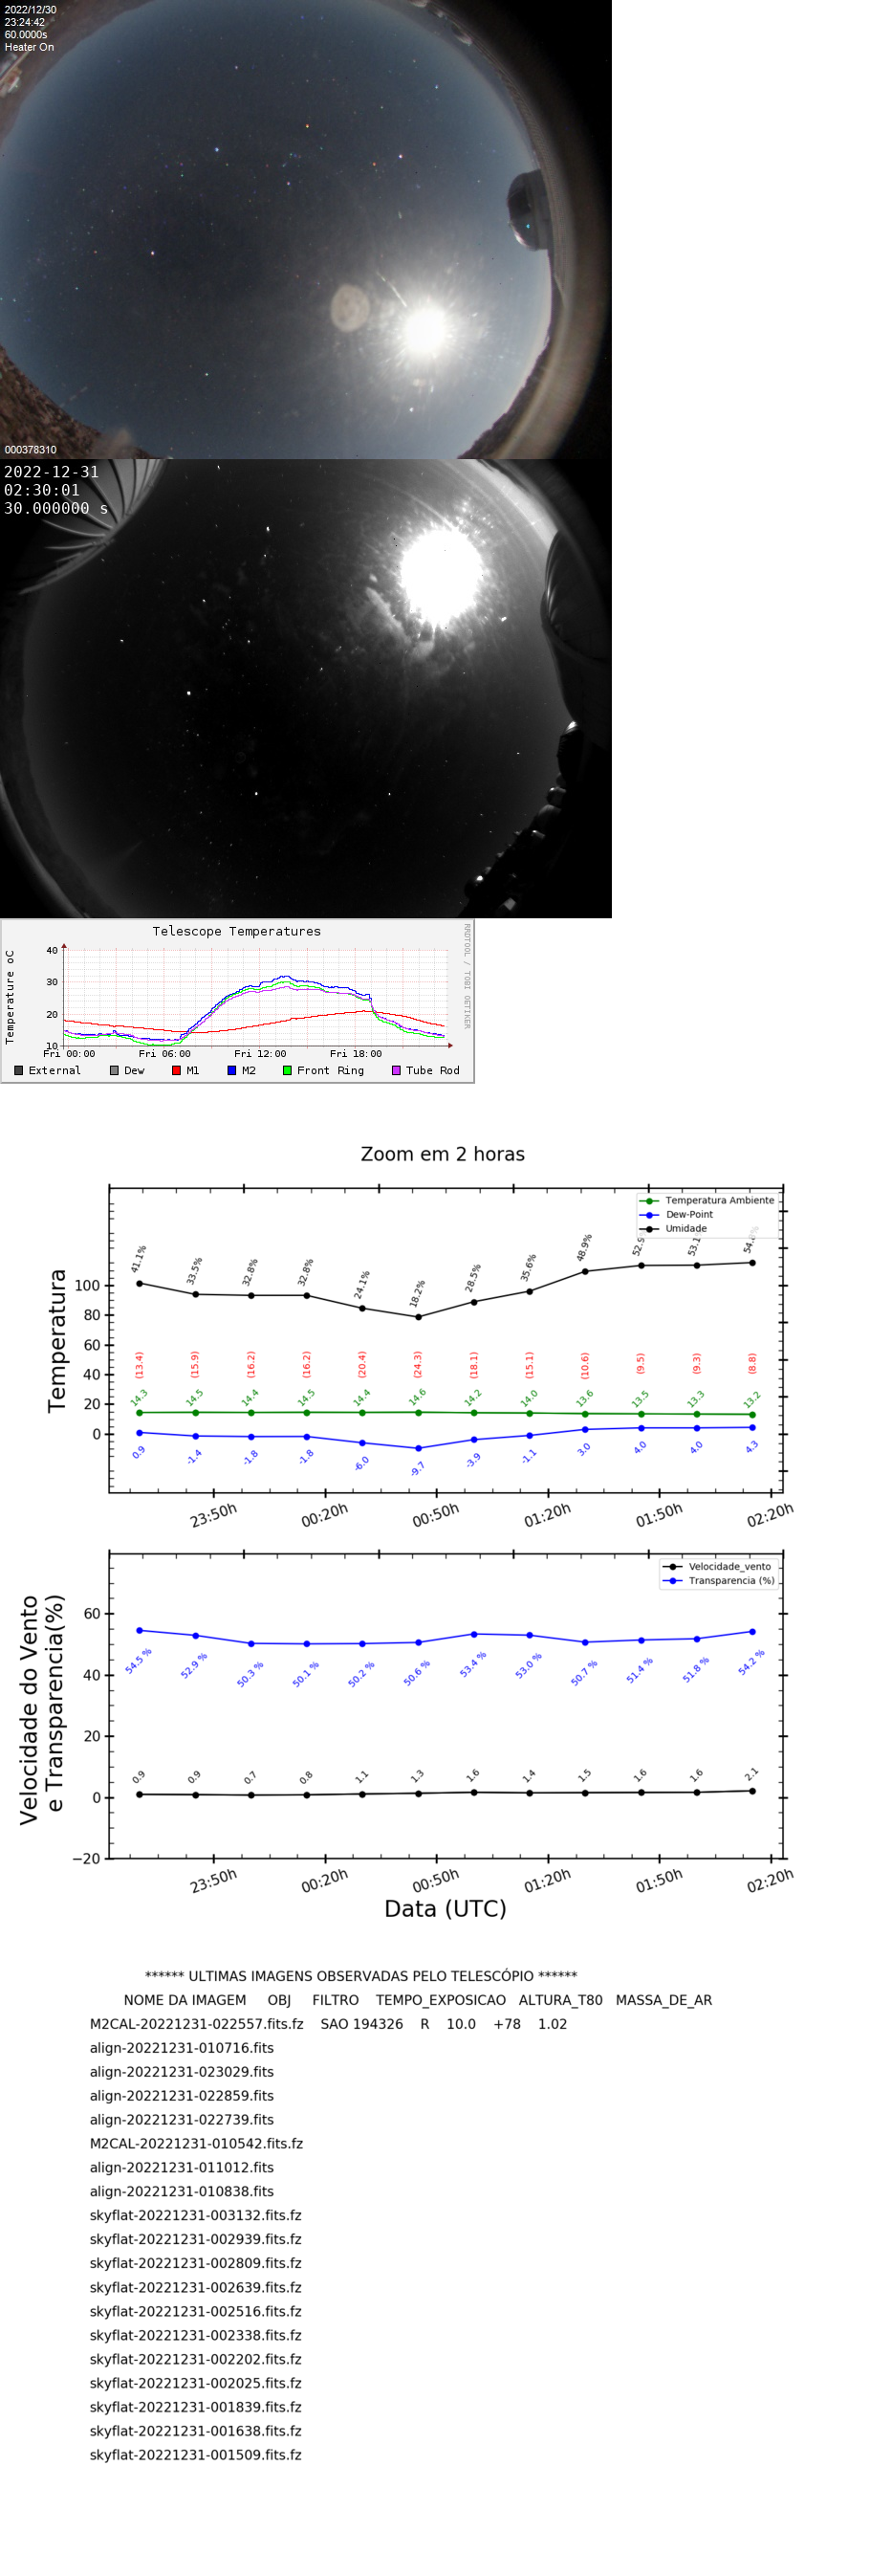 2022/12/30
23:24:42
60.0000s
Heater On
000378310
2022-12-31
02:30:01
30.000000 s
Telescope Temperatures
RRDTOOL / TOBI OETIKER
Temperature oC
40
30
20
10
Fri 00:00 Fri 06:00 Fri 12:00 Fri 18:00
External Dew M1 M2 Front Ring Tube Rod
Zoom em 2 horas
Temperatura Ambiente
Dew-Point
Umidade
Temperatura
100
80
60
40
20
0
41.1% 33.5% 32.8% 32.8% 24.1% 18.2% 28.5% 35.6% 48.9% 53.1%
(13.4) (15.9) (16.2) (16.2) (20.4) (24.3) (18.1) (15.1) (10.6) (9.5) (9.3) (8.8)
14.3 14.5 14.4 14.5 14.4 14.6 14.2 14.0 13.6 13.5 13.3 13.2
0.9 -1.4 -1.8 -1.8 -6.0 -9.7 -3.9 -1.1 3.0 4.0 4.0 4.3
23:50h 00:20h 00:50h 01:20h 01:50h 02:20h
Velocidade_vento
Transparencia (%)
Velocidade do Vento
e Transparencia(%)
60
40
20
0
−20
54.5 % 52.9 % 50.3 % 50.1 % 50.2 % 50.6 % 53.4 % 53.0 % 50.7 % 51.4 % 51.8 % 54.2 %
0.9 0.9 0.7 0.8 1.1 1.3 1.6 1.4 1.5 1.6 1.6 2.1
23:50h 00:20h 00:50h 01:20h 01:50h 02:20h
Data (UTC)
****** ULTIMAS IMAGENS OBSERVADAS PELO TELESCÓPIO ******
NOME DA IMAGEM OBJ FILTRO TEMPO_EXPOSICAO ALTURA_T80 MASSA_DE_AR
M2CAL-20221231-022557.fits.fz SAO 194326 R 10.0 +78 1.02
align-20221231-010716.fits
align-20221231-023029.fits
align-20221231-022859.fits
align-20221231-022739.fits
M2CAL-20221231-010542.fits.fz
align-20221231-011012.fits
align-20221231-010838.fits
skyflat-20221231-003132.fits.fz
skyflat-20221231-002939.fits.fz
skyflat-20221231-002809.fits.fz
skyflat-20221231-002639.fits.fz
skyflat-20221231-002516.fits.fz
skyflat-20221231-002338.fits.fz
skyflat-20221231-002202.fits.fz
skyflat-20221231-002025.fits.fz
skyflat-20221231-001839.fits.fz
skyflat-20221231-001638.fits.fz
skyflat-20221231-001509.fits.fz